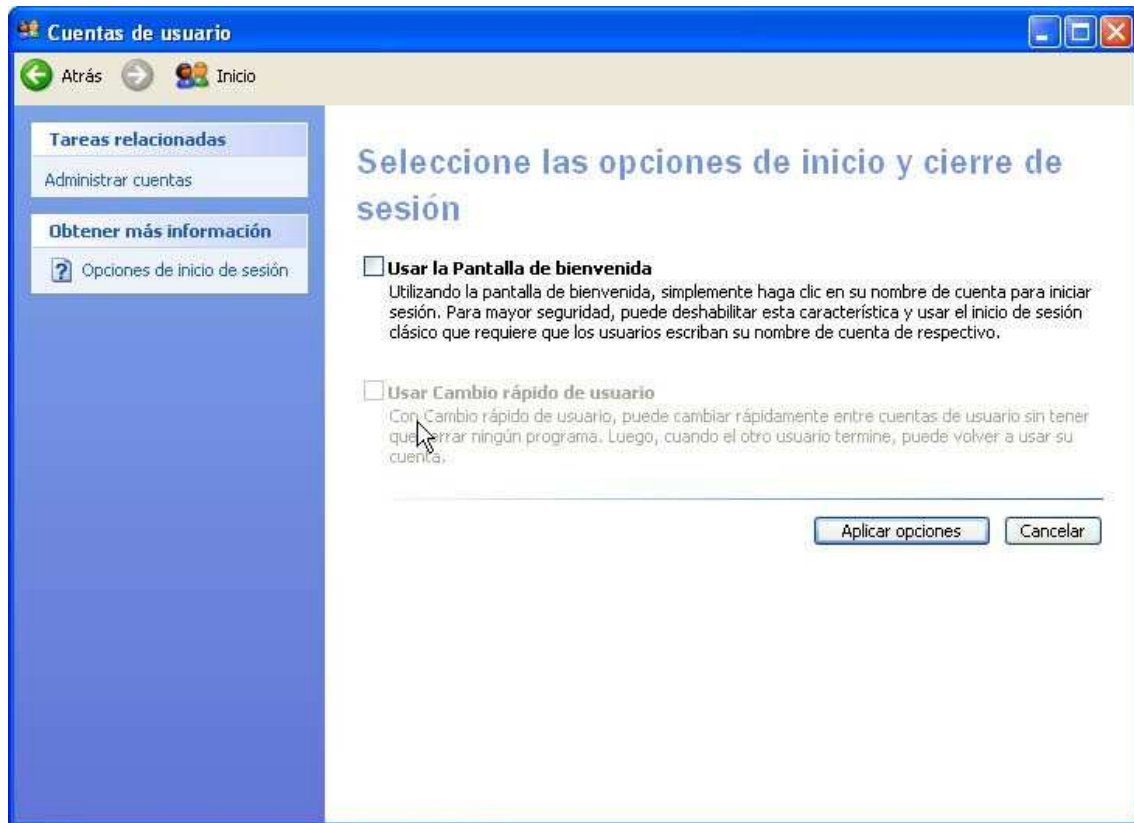 Cuentas de usuario
Atrás
Inicio
Tareas relacionadas
Administrar cuentas
Obtener más información
Opciones de inicio de sesión
Seleccione las opciones de inicio y cierre de
sesión
Usar la Pantalla de bienvenida
Utilizando la pantalla de bienvenida, simplemente haga clic en su nombre de cuenta para iniciar
sesión. Para mayor seguridad, puede deshabilitar esta característica y usar el inicio de sesión
clásico que requiere que los usuarios escriban su nombre de cuenta de respectivo.
Usar Cambio rápido de usuario
Con Cambio rápido de usuario, puede cambiar rápidamente entre cuentas de usuario sin tener
que cerrar ningún programa. Luego, cuando el otro usuario termine, puede volver a usar su
cuenta.
Aplicar opciones
Cancelar